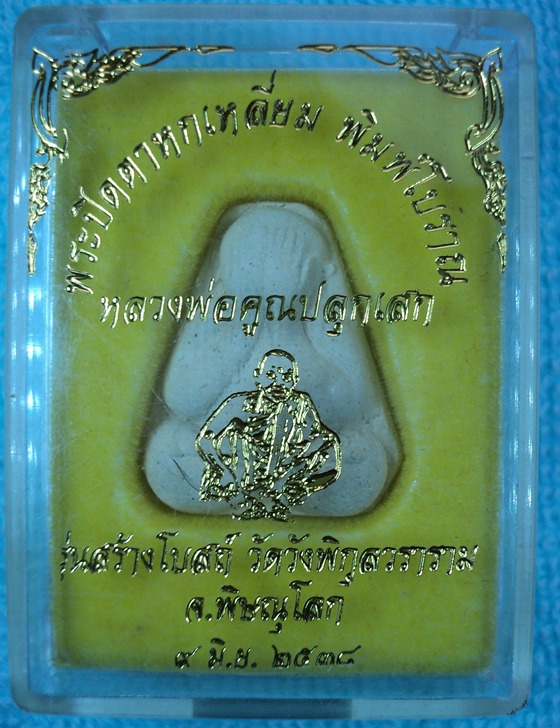 พระปิดตาหกเหลี่ยม พิมพ์โบราณ
หลวงพ่อคูณปลุกเสก
รุ่นสร้างโบสถ์ วัดวังพิกุลวราราม
จ.พิษณุโลก
๙ มิ.ย. ๒๕๓๘